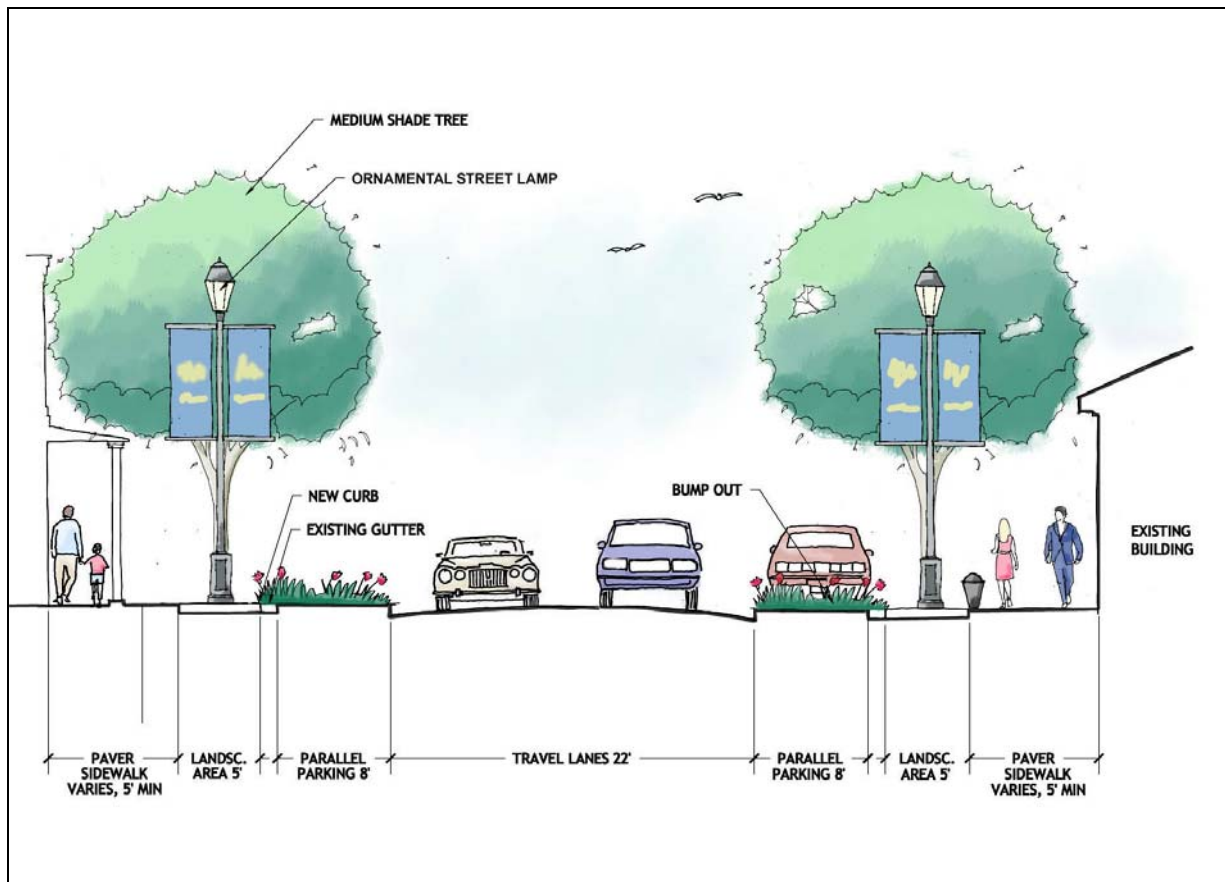 MEDIUM SHADE TREE
ORNAMENTAL STREET LAMP
NEW CURB
EXISTING GUTTER
BUMP OUT
EXISTING
BUILDING
PAVER
SIDEWALK
VARIES, 5' MIN
LANDSC.
AREA 5'
PARALLEL
PARKING 8'
TRAVEL LANES 22'
PARALLEL
PARKING 8'
LANDSC.
AREA 5'
PAVER
SIDEWALK
VARIES, 5' MIN